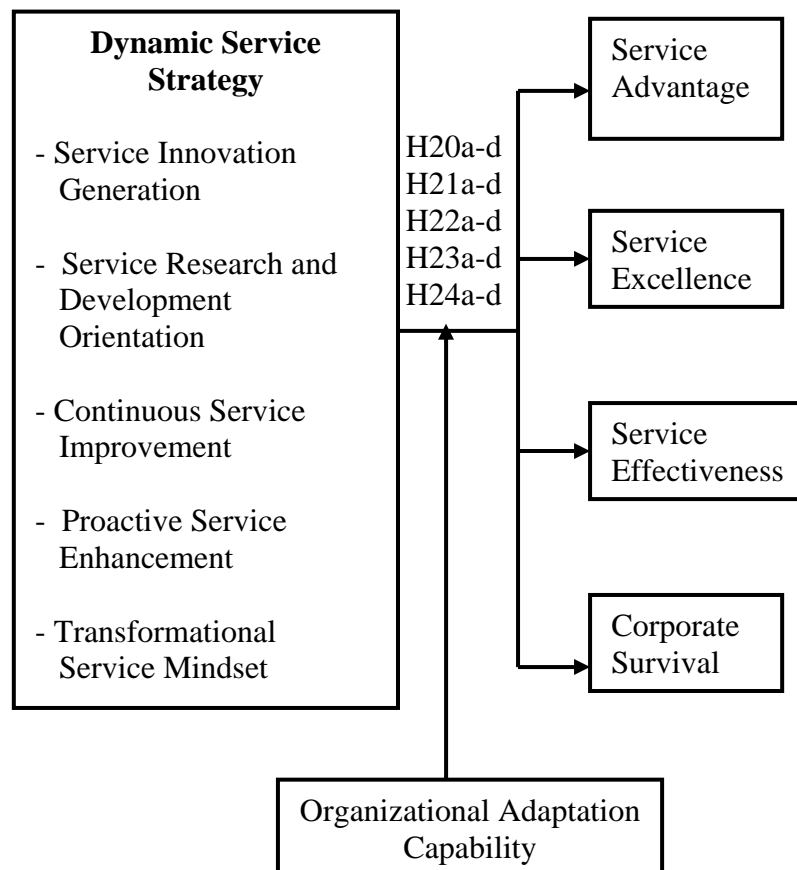 Dynamic Service
Strategy
- Service Innovation
Generation
- Service Research and
Development
Orientation
- Continuous Service
Improvement
- Proactive Service
Enhancement
- Transformational
Service Mindset
H20a-d
H21a-d
H22a-d
H23a-d
H24a-d
Service
Advantage
Service
Excellence
Service
Effectiveness
Corporate
Survival
Organizational Adaptation
Capability